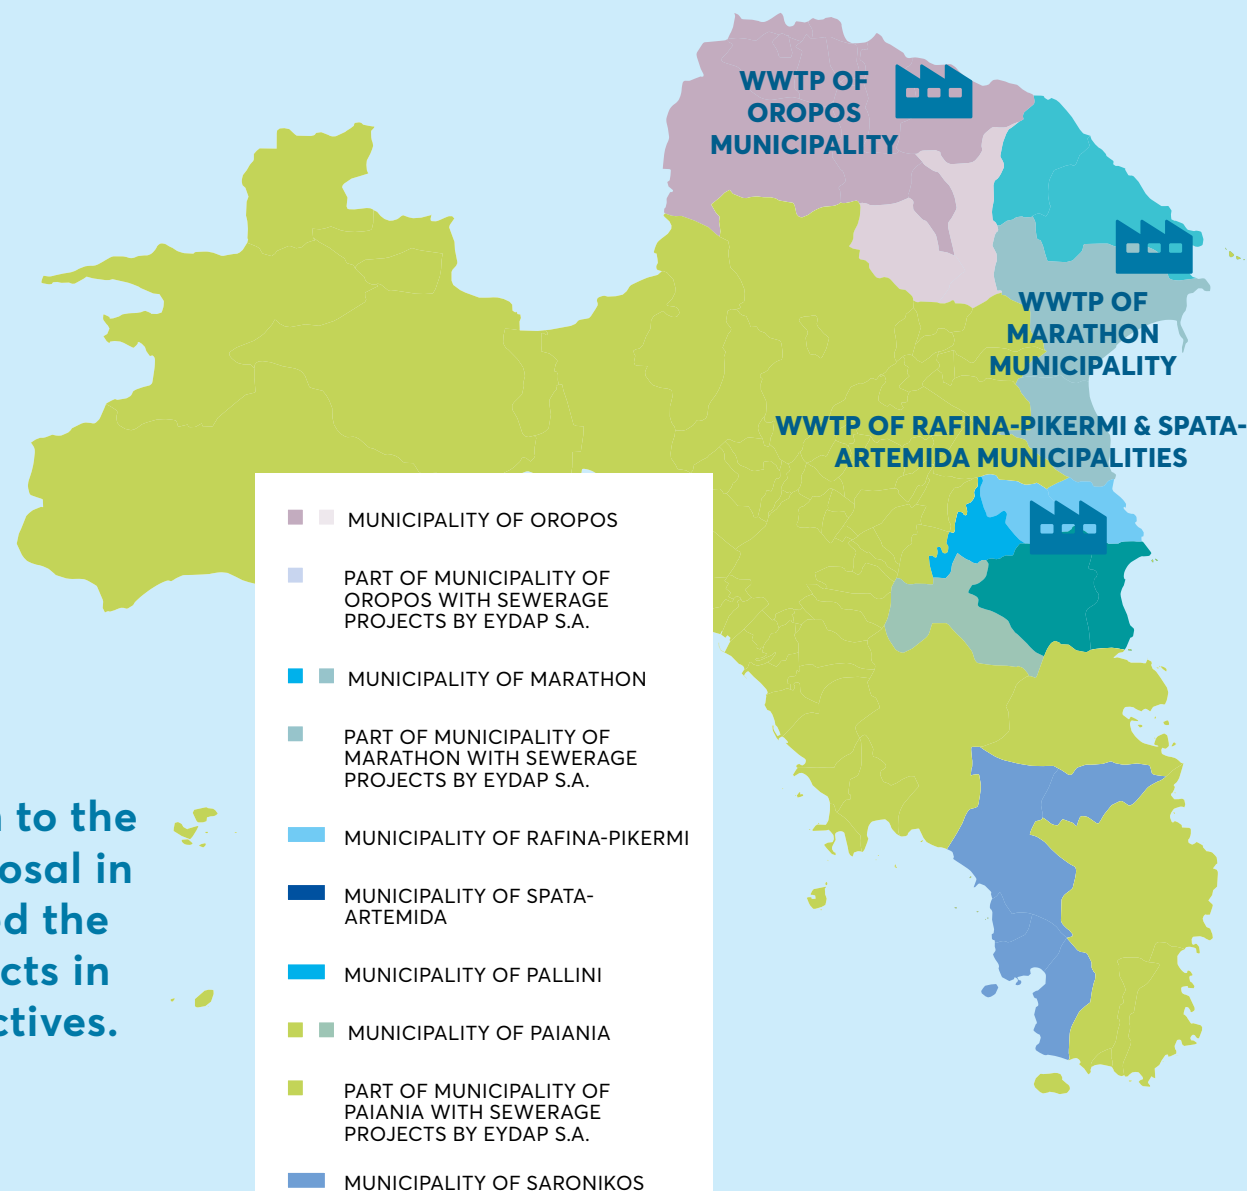 WWTP OF
OROPOS
MUNICIPALITY
WWTP OF
MARATHON
MUNICIPALITY
WWTP OF RAFINA-PIKERMI & SPATA-
ARTEMIDA MUNICIPALITIES
MUNICIPALITY OF OROPOS
PART OF MUNICIPALITY OF
OROPOS WITH SEWERAGE
PROJECTS BY EYDAP S.A.
MUNICIPALITY OF MARATHON
PART OF MUNICIPALITY OF
MARATHON WITH SEWERAGE
PROJECTS BY EYDAP S.A.
MUNICIPALITY OF RAFINA-PIKERMI
MUNICIPALITY OF SPATA-
ARTEMIDA
MUNICIPALITY OF PALLINI
MUNICIPALITY OF PAIANIA
PART OF MUNICIPALITY OF
PAIANIA WITH SEWERAGE
PROJECTS BY EYDAP S.A.
MUNICIPALITY OF SARONIKOS
to the
in
the
in